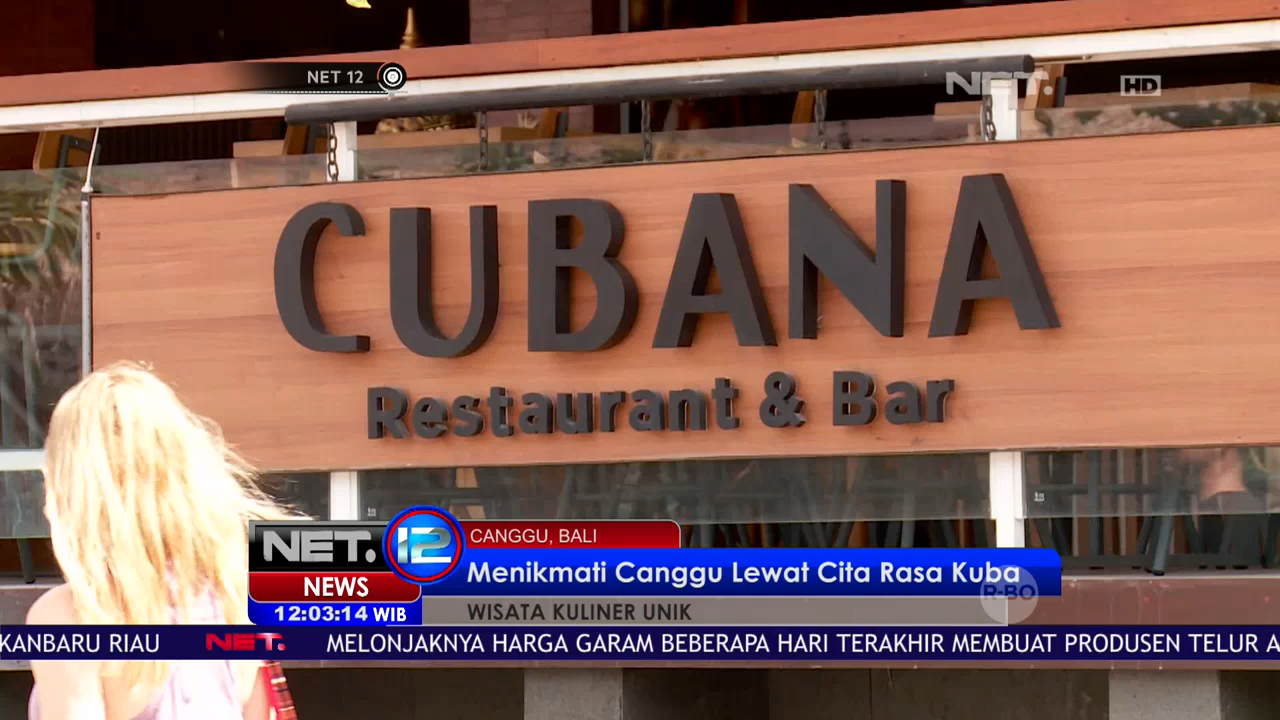 NET 12
NET.
HD
CUBANA
Restaurant & Bar
NET. 12
CANGGU, BALI
NEWS
Menikmati Canggu Lewat Cita Rasa Kuba
R-BO
12:03:14 WIB
WISATA KULINER UNIK
KANBARU RIAU NET. MELONJAKNYA HARGA GARAM BEBERAPA HARI TERAKHIR MEMBUAT PRODUSEN TELUR A